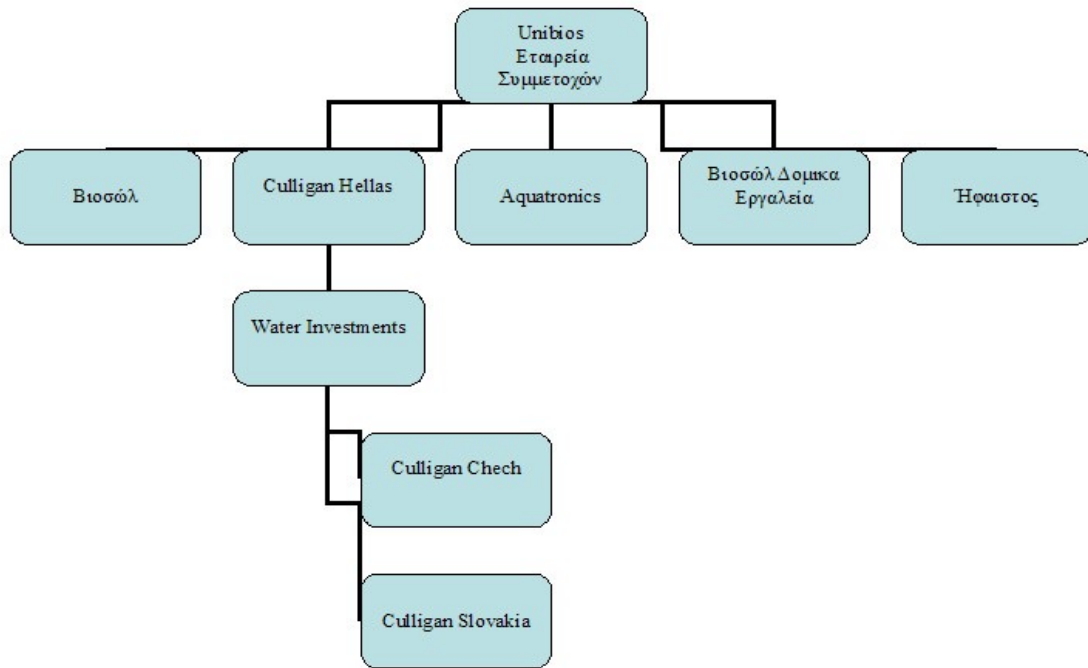 Unibios
Εταιρεία
Συμμετοχών
Βιοσώλ
Culligan Hellas
Aquatronics
Βιοσώλ Δομικα
Εργαλεία
Ήφαιστος
Water Investments
Culligan Chech
Culligan Slovakia